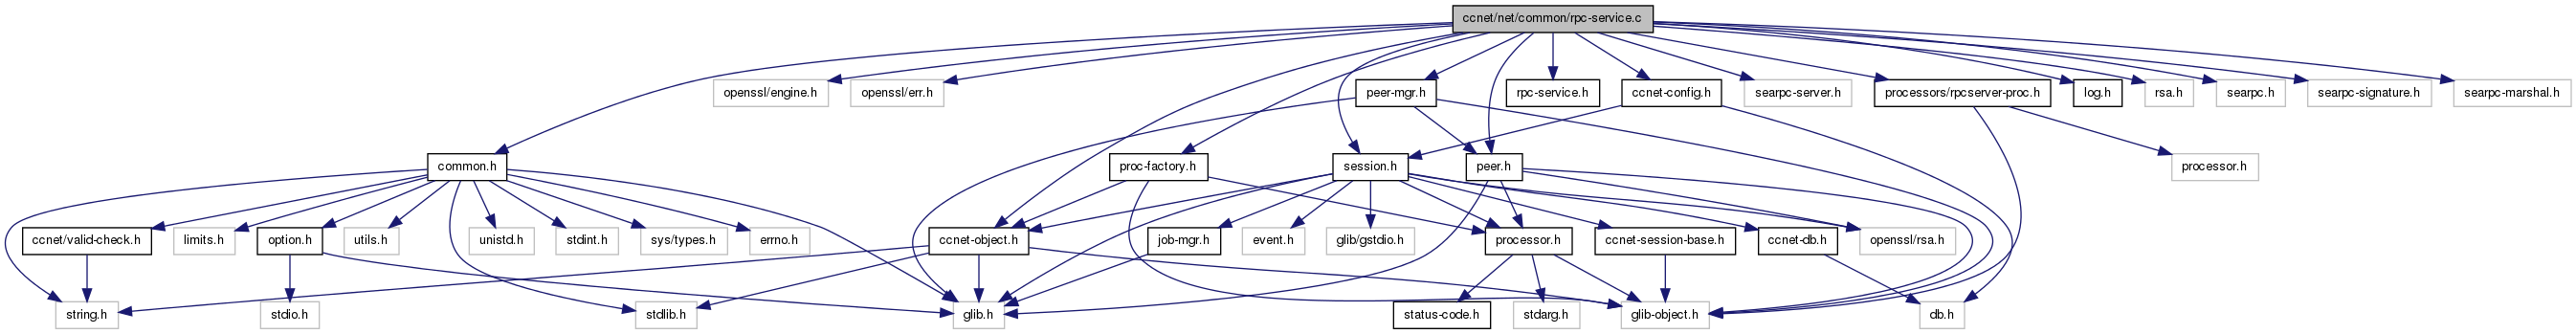 ccnet/net/common/rpc-service.c
openssl/engine.h
openssl/err.h
peer-mgr.h
rpc-service.h
ccnet-config.h
searpc-server.h
processors/rpcserver-proc.h
log.h
rsa.h
searpc.h
searpc-signature.h
searpc-marshal.h
common.h
proc-factory.h
session.h
peer.h
processor.h
ccnet/valid-check.h
limits.h
option.h
utils.h
unistd.h
stdint.h
sys/types.h
errno.h
ccnet-object.h
job-mgr.h
event.h
glib/gstdio.h
processor.h
ccnet-session-base.h
ccnet-db.h
openssl/rsa.h
string.h
stdio.h
stdlib.h
glib.h
status-code.h
stdarg.h
glib-object.h
db.h